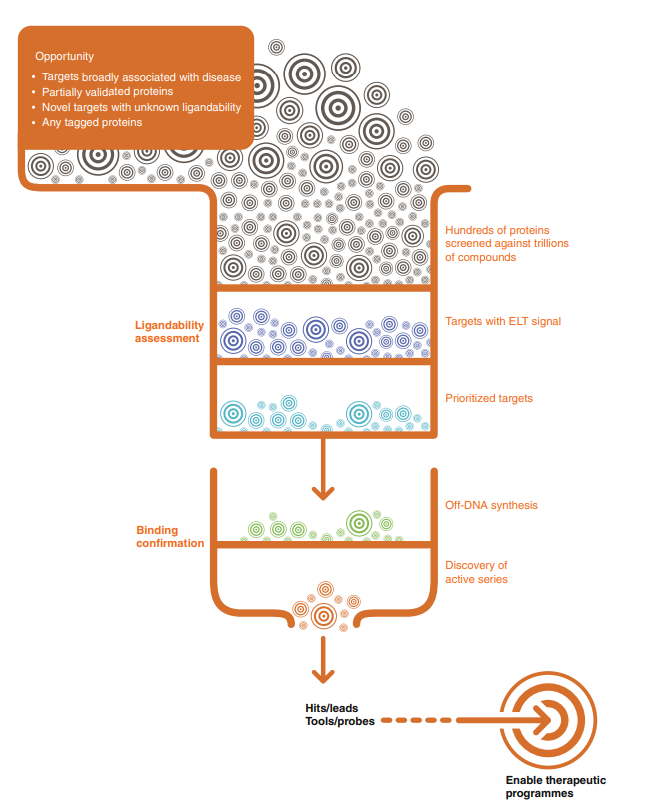 Opportunity
• Targets broadly associated with disease
• Partially validated proteins
• Novel targets with unknown ligandability
• Any tagged proteins
Hundreds of proteins
screened against trillions
of compounds
Ligandability
assessment
Targets with ELT signal
Prioritized targets
Off-DNA synthesis
Binding
confirmation
Discovery of
active series
Hits/leads
Tools/probes
Enable therapeutic
programmes